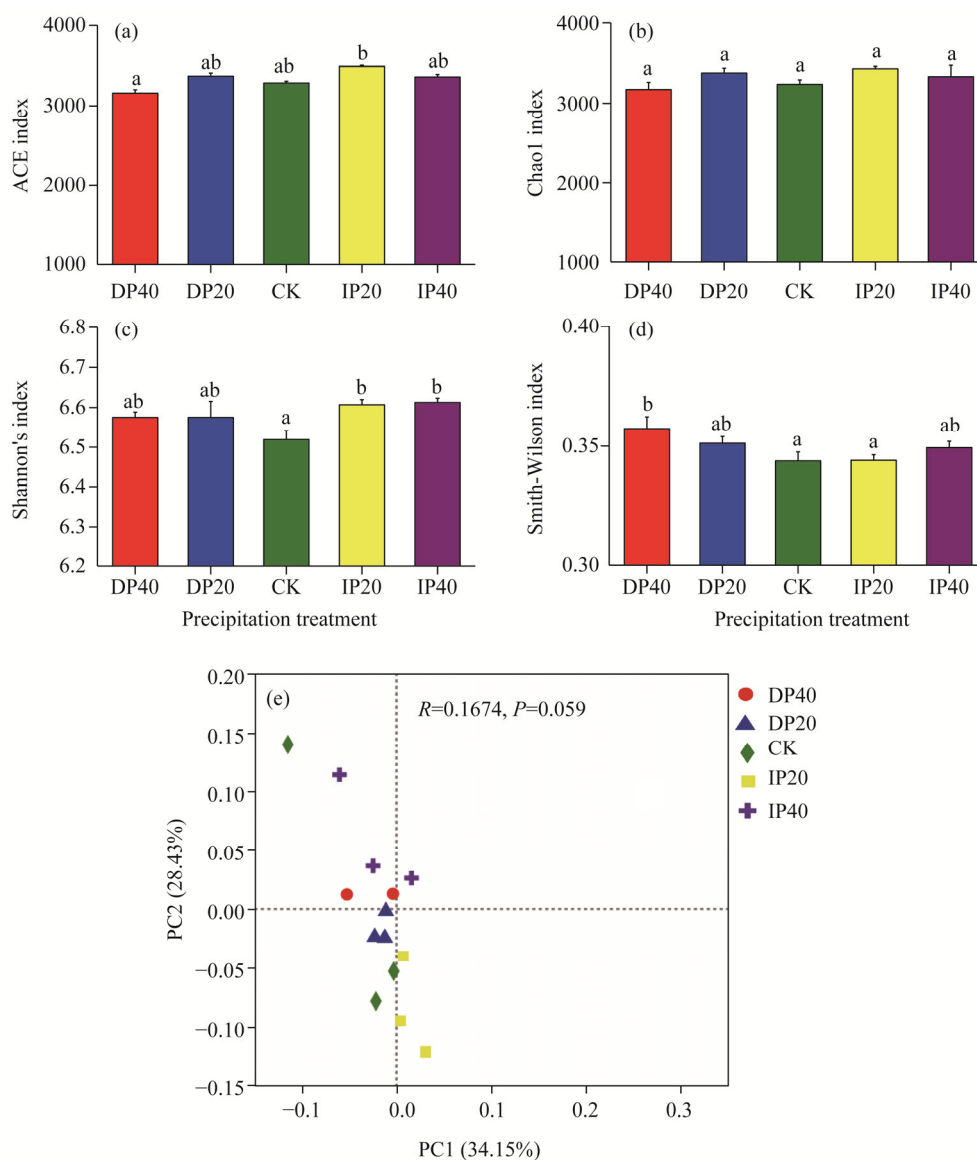 (a)
4000
3000
2000
1000
ACE index
a
ab
ab
b
ab
DP40 DP20 CK IP20 IP40
(b)
4000
3000
2000
1000
Chao1 index
a
a
a
a
a
DP40 DP20 CK IP20 IP40
(c)
6.8
6.7
6.6
6.5
6.4
6.3
6.2
Shannon's index
ab
ab
a
b
b
DP40 DP20 CK IP20 IP40
Precipitation treatment
(d)
0.40
0.35
0.30
Smith-Wilson index
b
ab
a
a
ab
DP40 DP20 CK IP20 IP40
Precipitation treatment
(e)
R=0.1674, P=0.059
0.20
0.15
0.10
0.05
0.00
−0.05
−0.10
−0.15
PC2 (28.43%)
−0.1 0.0 0.1 0.2 0.3
PC1 (34.15%)
DP40
DP20
CK
IP20
IP40